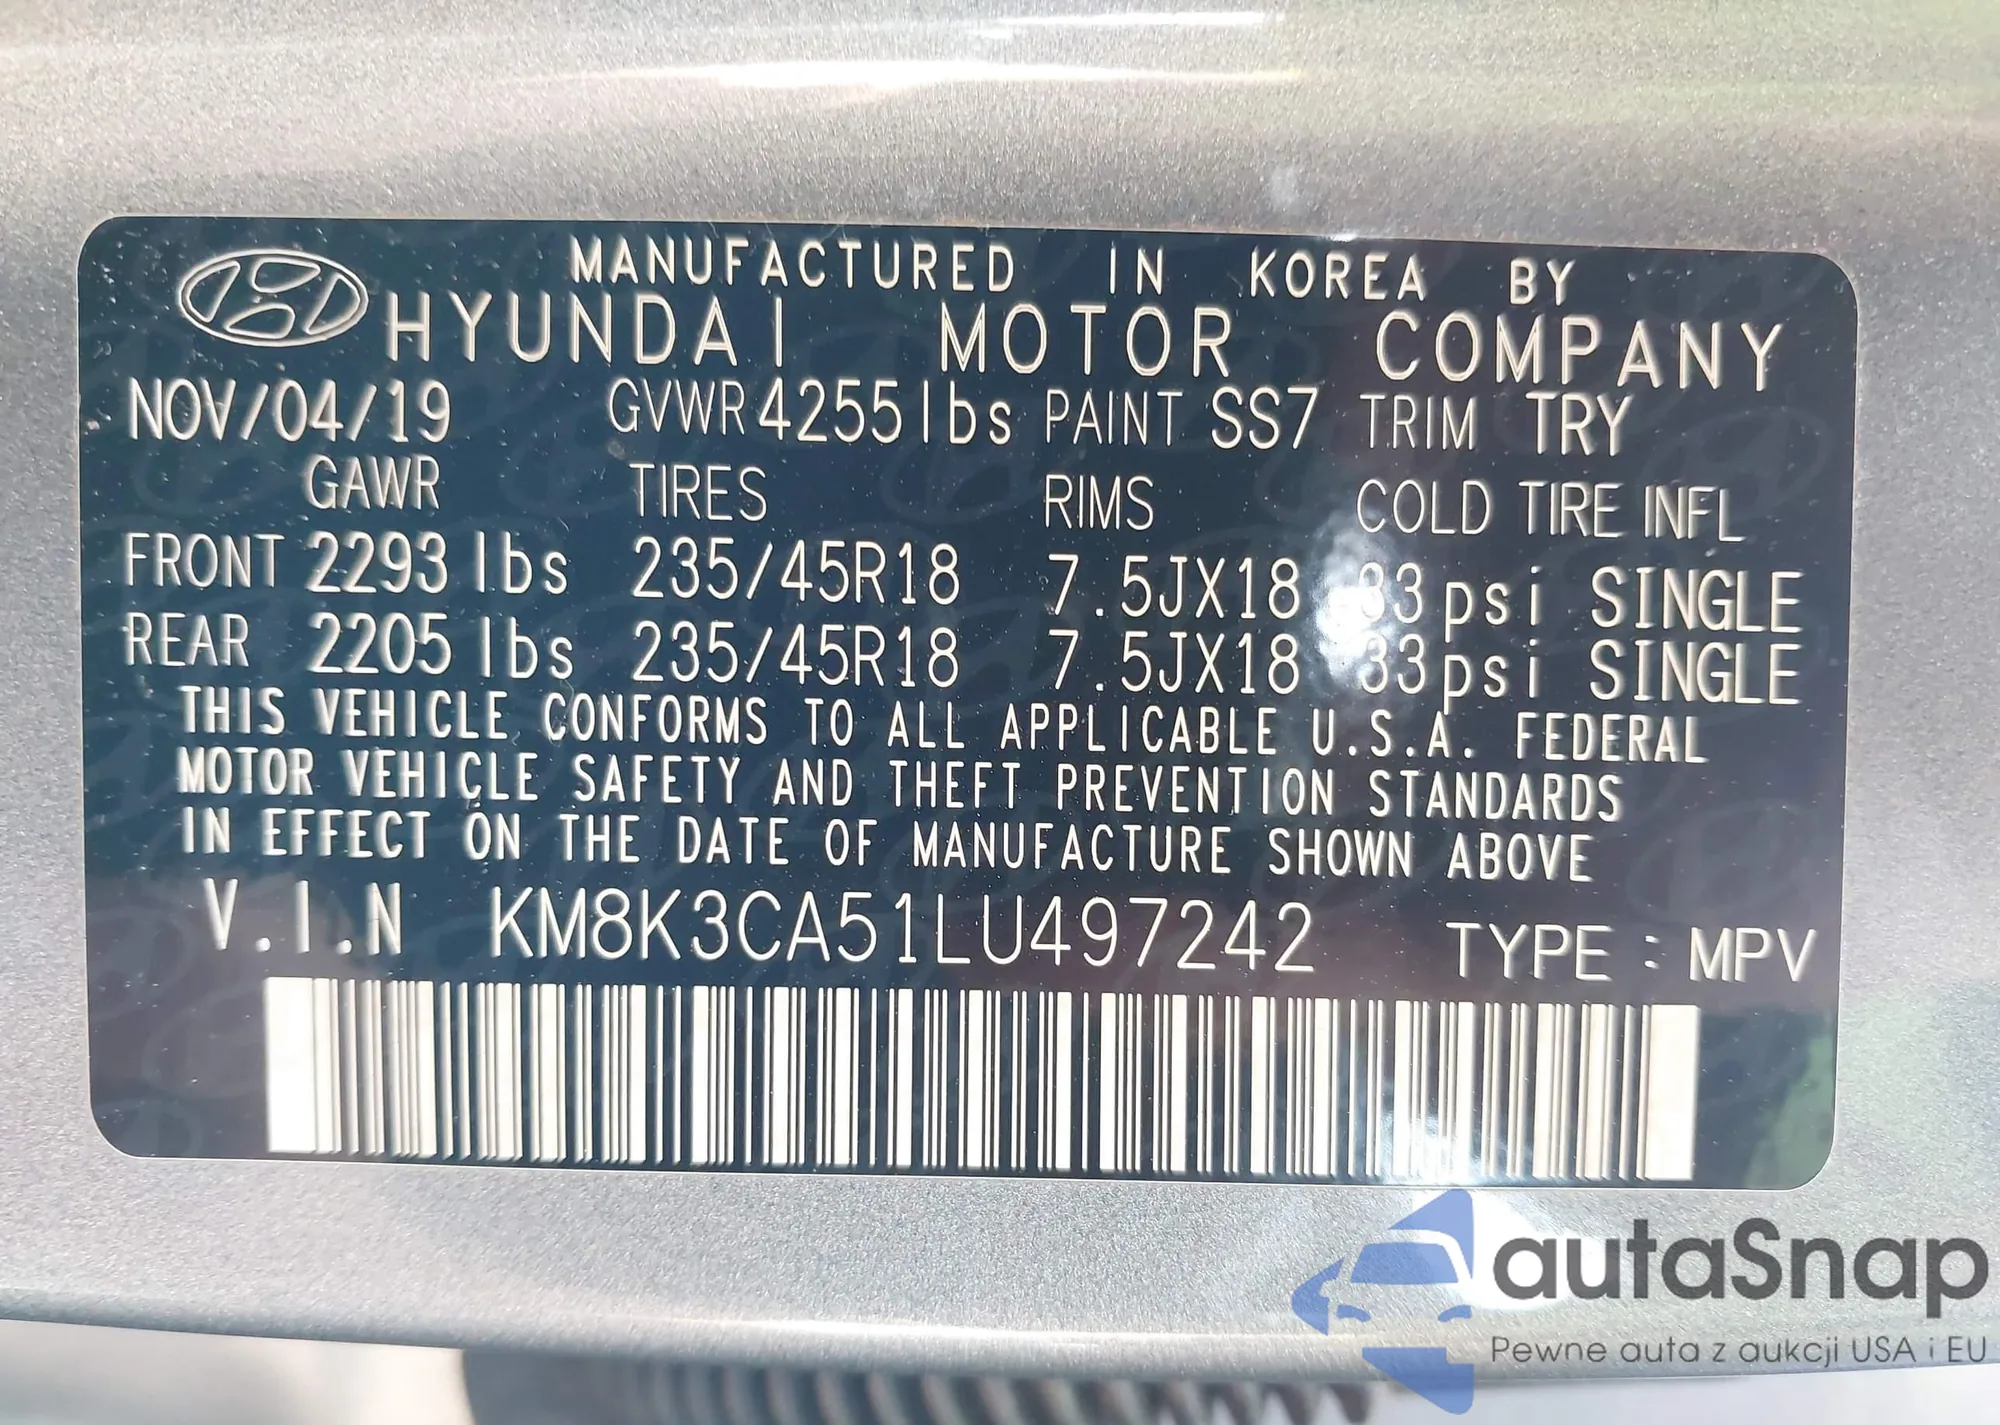 MANUFACTURED IN KOREA BY
HYUNDAI MOTOR COMPANY
NOV/04/19 GVWR 4255lbs PAINT SS7 TRIM TRY
GAWR TIRES RIMS COLD TIRE INFL
FRONT 2293 lbs 235/45R18 7.5JX18 33psi SINGLE
REAR 2205 lbs 235/45R18 7.5JX18 33psi SINGLE
THIS VEHICLE CONFORMS TO ALL APPLICABLE U.S.A. FEDERAL
MOTOR VEHICLE SAFETY AND THEFT PREVENTION STANDARDS
IN EFFECT ON THE DATE OF MANUFACTURE SHOWN ABOVE
V.I.N KM8K3CA51LU497242 TYPE : MPV
autaSnap
Pewne auta z aukcji USA i EU